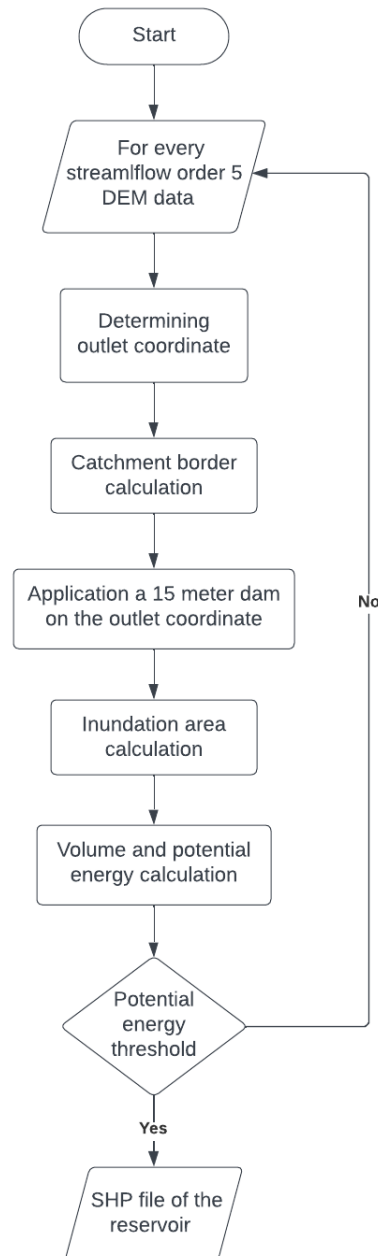 Start
For every
streamflow order 5
DEM data
Determining
outlet coordinate
Catchment border
calculation
Application a 15 meter dam
on the outlet coordinate
No
Inundation area
calculation
Volume and potential
energy calculation
Potential
energy
threshold
Yes
SHP file of the
reservoir